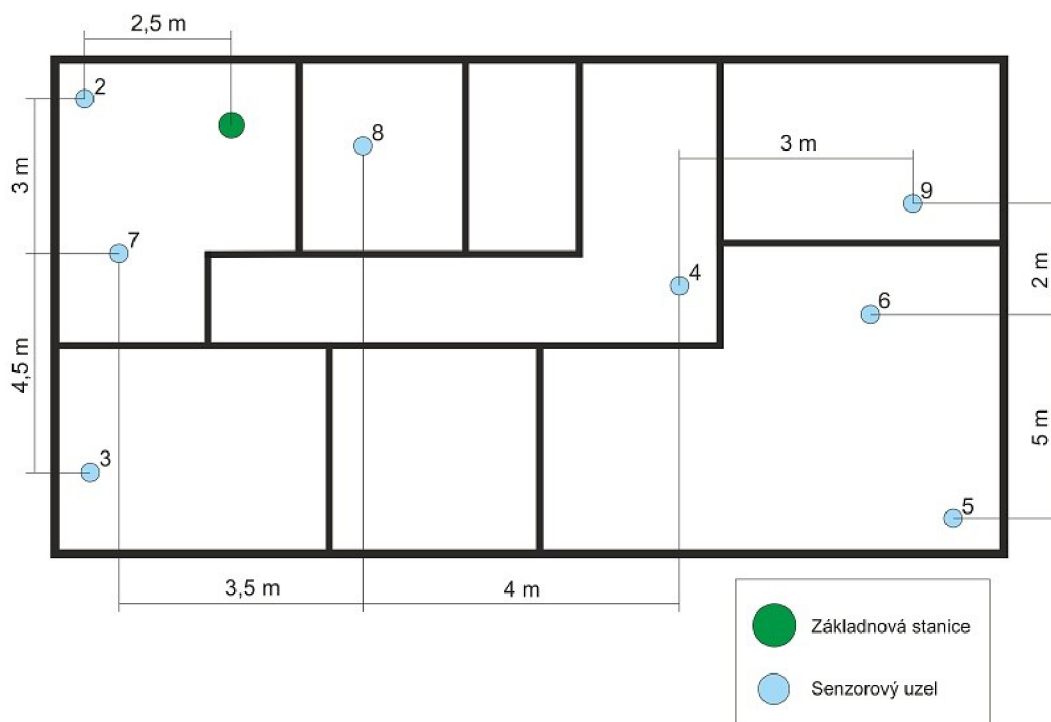 2,5 m
2
8
3 m
3 m
9
7
4
2 m
6
4,5 m
3
5 m
5
3,5 m
4 m
Základnová stanice
Senzorový uzel